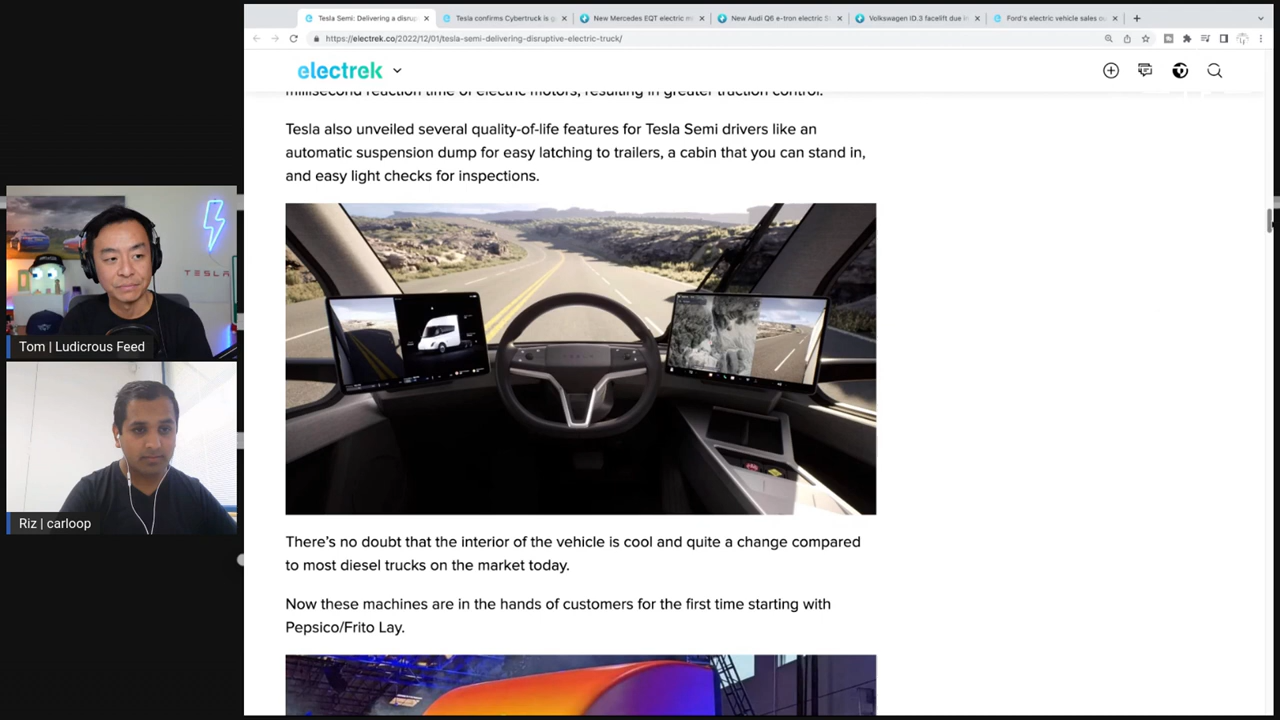 Tesla Semi: Delivering a disrup
Tesla confirms Cybertruck is g
New Mercedes EQT electric m
New Audi Q6 e-tron electric S
Volkswagen ID.3 facelift due i
Ford's electric vehicle sales o
https://electrek.co/2022/12/01/tesla-semi-delivering-disruptive-electric-truck/
electrek
millisecond reaction time of electric motors, resulting in greater traction control.
Tesla also unveiled several quality-of-life features for Tesla Semi drivers like an
automatic suspension dump for easy latching to trailers, a cabin that you can stand in,
and easy light checks for inspections.
TESLA
Tom | Ludicrous Feed
Riz | carloop
There's no doubt that the interior of the vehicle is cool and quite a change compared
to most diesel trucks on the market today.
Now these machines are in the hands of customers for the first time starting with
Pepsico/Frito Lay.